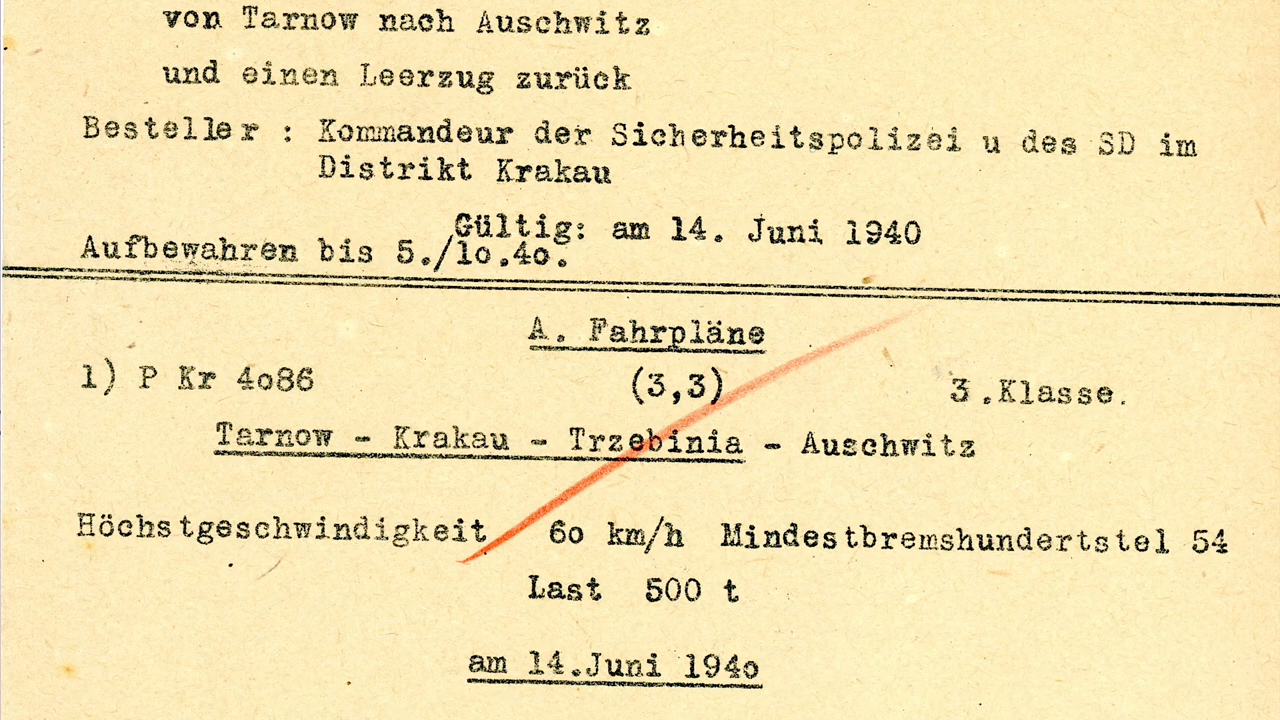 von Tarnow nach Auschwitz
und einen Leerzug zurück
Besteller : Kommandeur der Sicherheitspolizei u des SD im
Distrikt Krakau
Gültig: am 14. Juni 1940
Aufbewahren bis 5./1o.4o.
A. Fahrpläne
1) P Kr 4o86 (3,3) 3.Klasse.
Tarnow - Krakau - Trzebinia - Auschwitz
Höchstgeschwindigkeit 6o km/h Mindestbremshundertstel 54
Last 500 t
am 14.Juni 194o